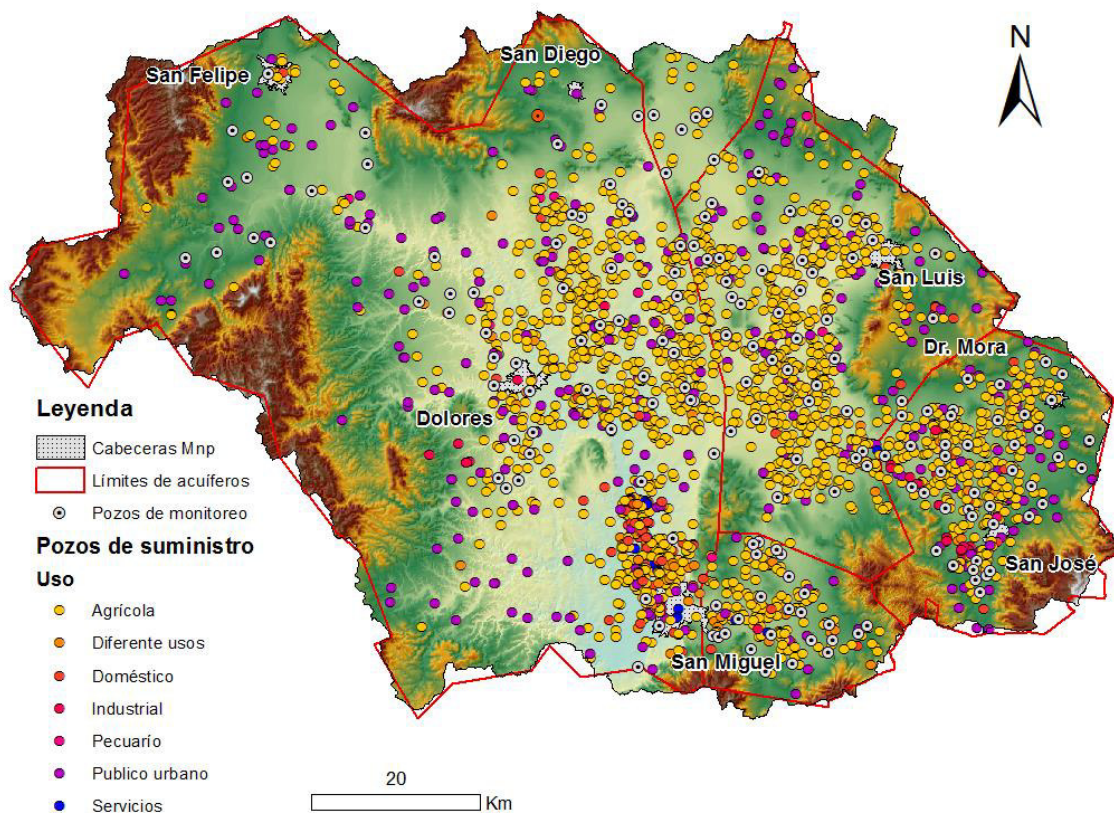 San Diego
N
San Felipe
San Luis
Dr. Mora
Dolores
San José
San Miguel
Leyenda
Cabeceras Mnp
Límites de acuíferos
Pozos de monitoreo
Pozos de suministro
Uso
Agrícola
Diferente usos
Doméstico
Industrial
Pecuarío
Publico urbano
Servicios
20
Km